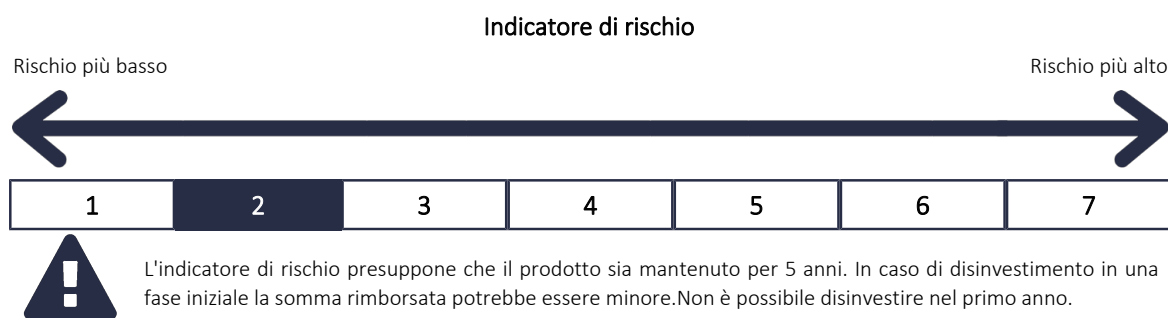 Indicatore di rischio
Rischio più basso
Rischio più alto
1 2 3 4 5 6 7
L'indicatore di rischio presuppone che il prodotto sia mantenuto per 5 anni. In caso di disinvestimento in una
fase iniziale la somma rimborsata potrebbe essere minore.Non è possibile disinvestire nel primo anno.